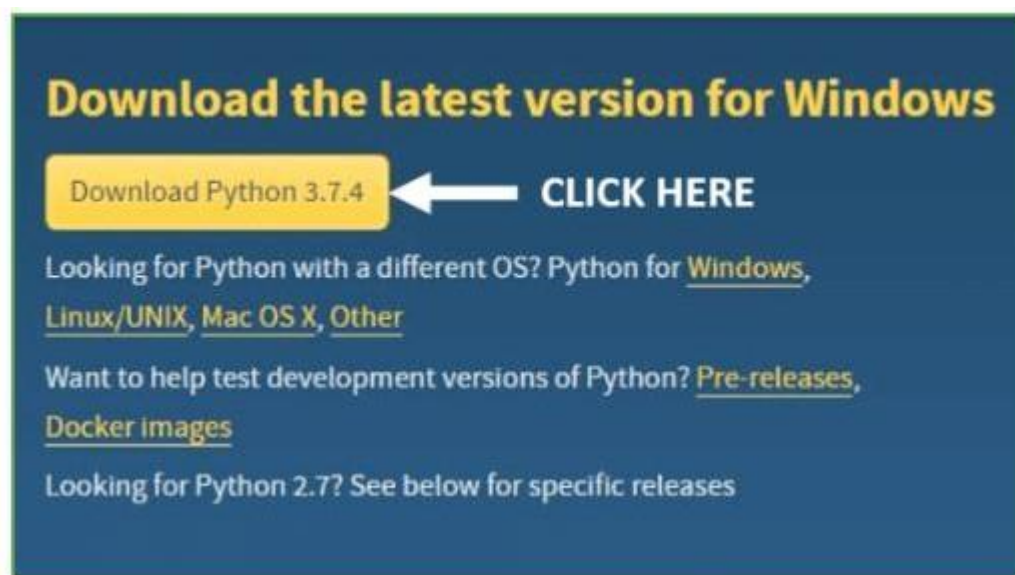 Download the latest version for Windows
Download Python 3.7.4 CLICK HERE
Looking for Python with a different OS? Python for Windows,
Linux/UNIX, Mac OS X, Other
Want to help test development versions of Python? Pre-releases,
Docker images
Looking for Python 2.7? See below for specific releases